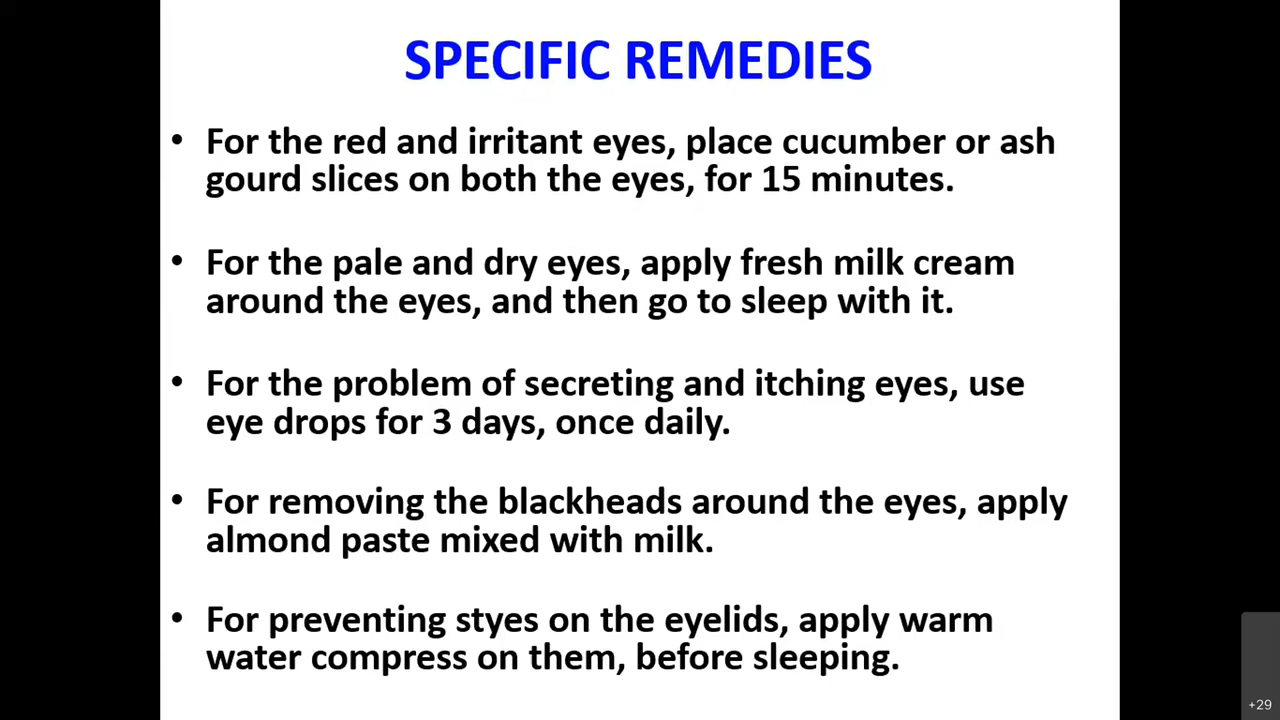 SPECIFIC REMEDIES
• For the red and irritant eyes, place cucumber or ash
gourd slices on both the eyes, for 15 minutes.
• For the pale and dry eyes, apply fresh milk cream
around the eyes, and then go to sleep with it.
• For the problem of secreting and itching eyes, use
eye drops for 3 days, once daily.
• For removing the blackheads around the eyes, apply
almond paste mixed with milk.
• For preventing styes on the eyelids, apply warm
water compress on them, before sleeping.
+29